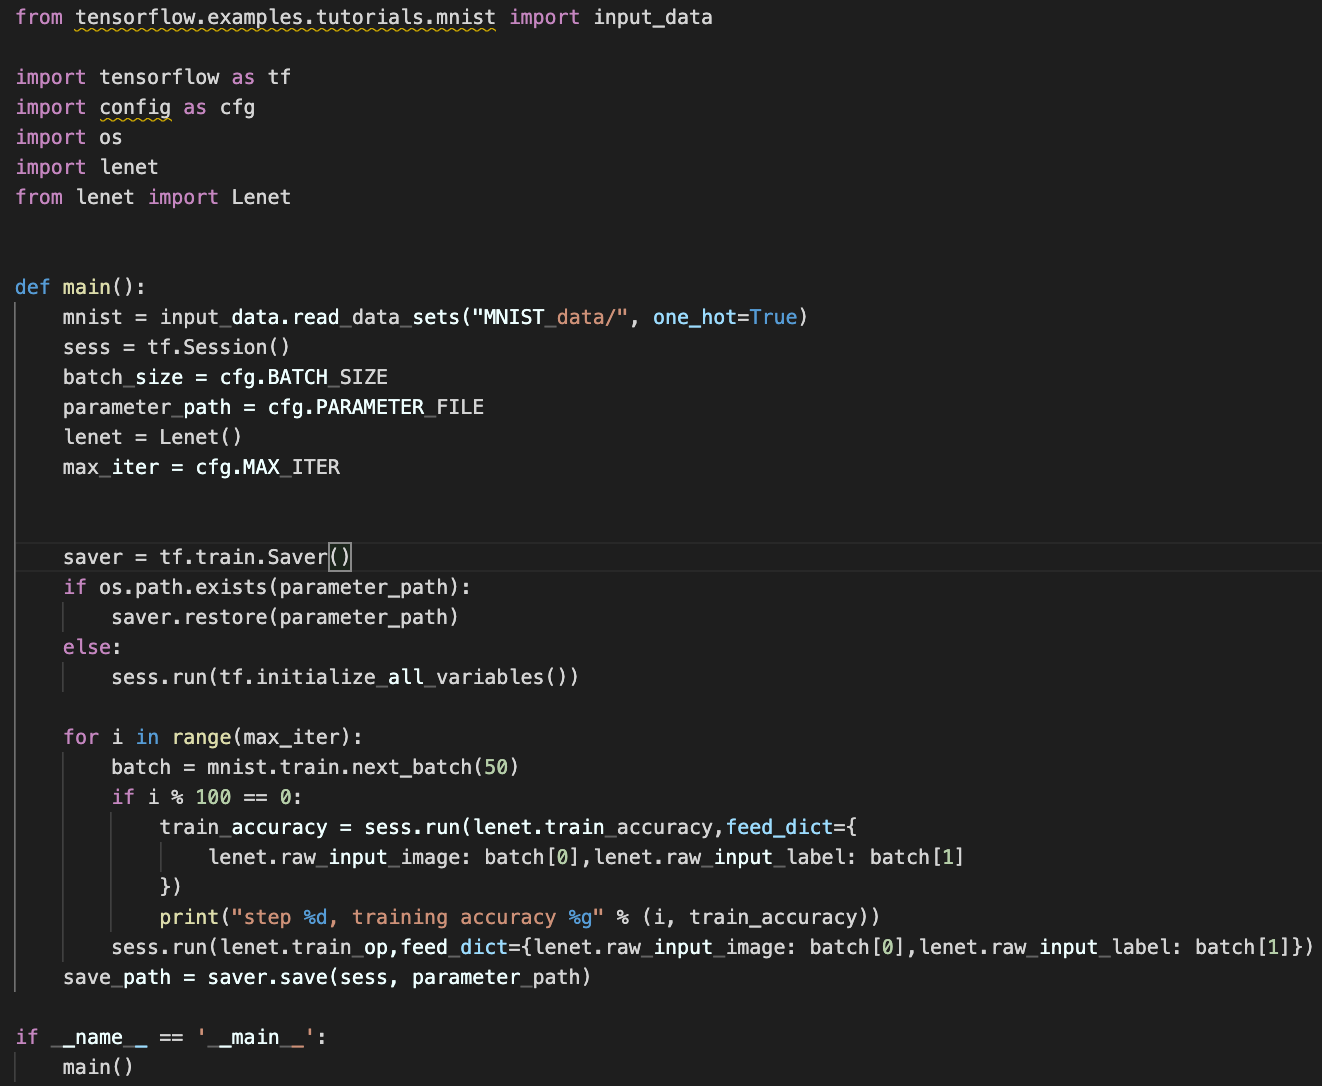 from tensorflow.examples.tutorials.mnist import input_data
import tensorflow as tf
import config as cfg
import os
import lenet
from lenet import Lenet
def main():
    mnist = input_data.read_data_sets("MNIST_data/", one_hot=True)
    sess = tf.Session()
    batch_size = cfg.BATCH_SIZE
    parameter_path = cfg.PARAMETER_FILE
    lenet = Lenet()
    max_iter = cfg.MAX_ITER
    saver = tf.train.Saver()
    if os.path.exists(parameter_path):
        saver.restore(parameter_path)
    else:
        sess.run(tf.initialize_all_variables())
    for i in range(max_iter):
        batch = mnist.train.next_batch(50)
        if i % 100 == 0:
            train_accuracy = sess.run(lenet.train_accuracy,feed_dict={
                lenet.raw_input_image: batch[0],lenet.raw_input_label: batch[1]
            })
            print("step %d, training accuracy %g" % (i, train_accuracy))
        sess.run(lenet.train_op,feed_dict={lenet.raw_input_image: batch[0],lenet.raw_input_label: batch[1]})
    save_path = saver.save(sess, parameter_path)
if __name__ == '__main__':
    main()